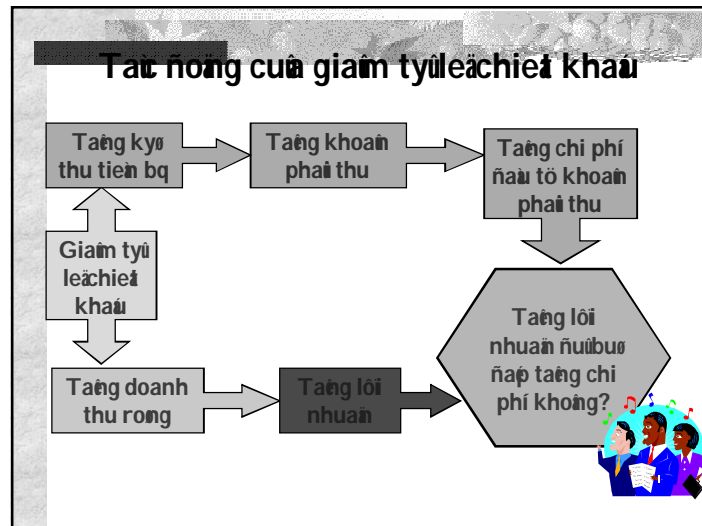 Taùc ñoäng cuûa giaûm tyû leä chieát khaáu
Taêng kyø
thu tieàn bq
Taêng khoaûn
phaûi thu
Taêng chi phí
ñaàu tö khoaûn
phaûi thu
Giaûm tyû
leä chieát
khaáu
Taêng lôïi
nhuaän ñuû buø
ñaép taêng chi
phí khoâng?
Taêng doanh
thu roøng
Taêng lôïi
nhuaän